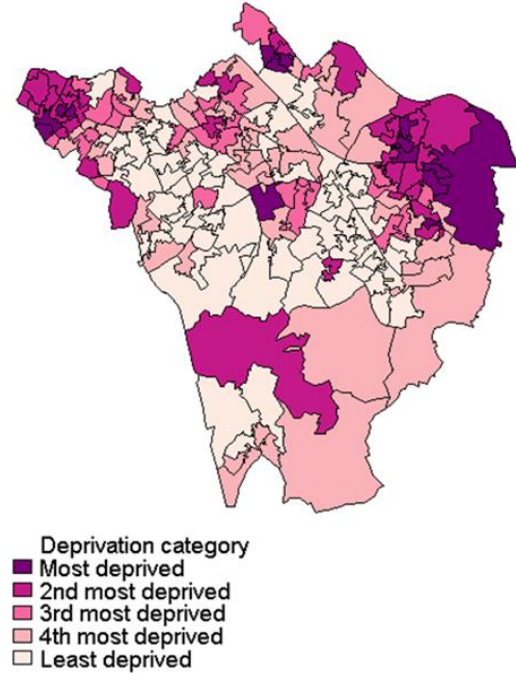 Deprivation category
Most deprived
2nd most deprived
3rd most deprived
4th most deprived
Least deprived